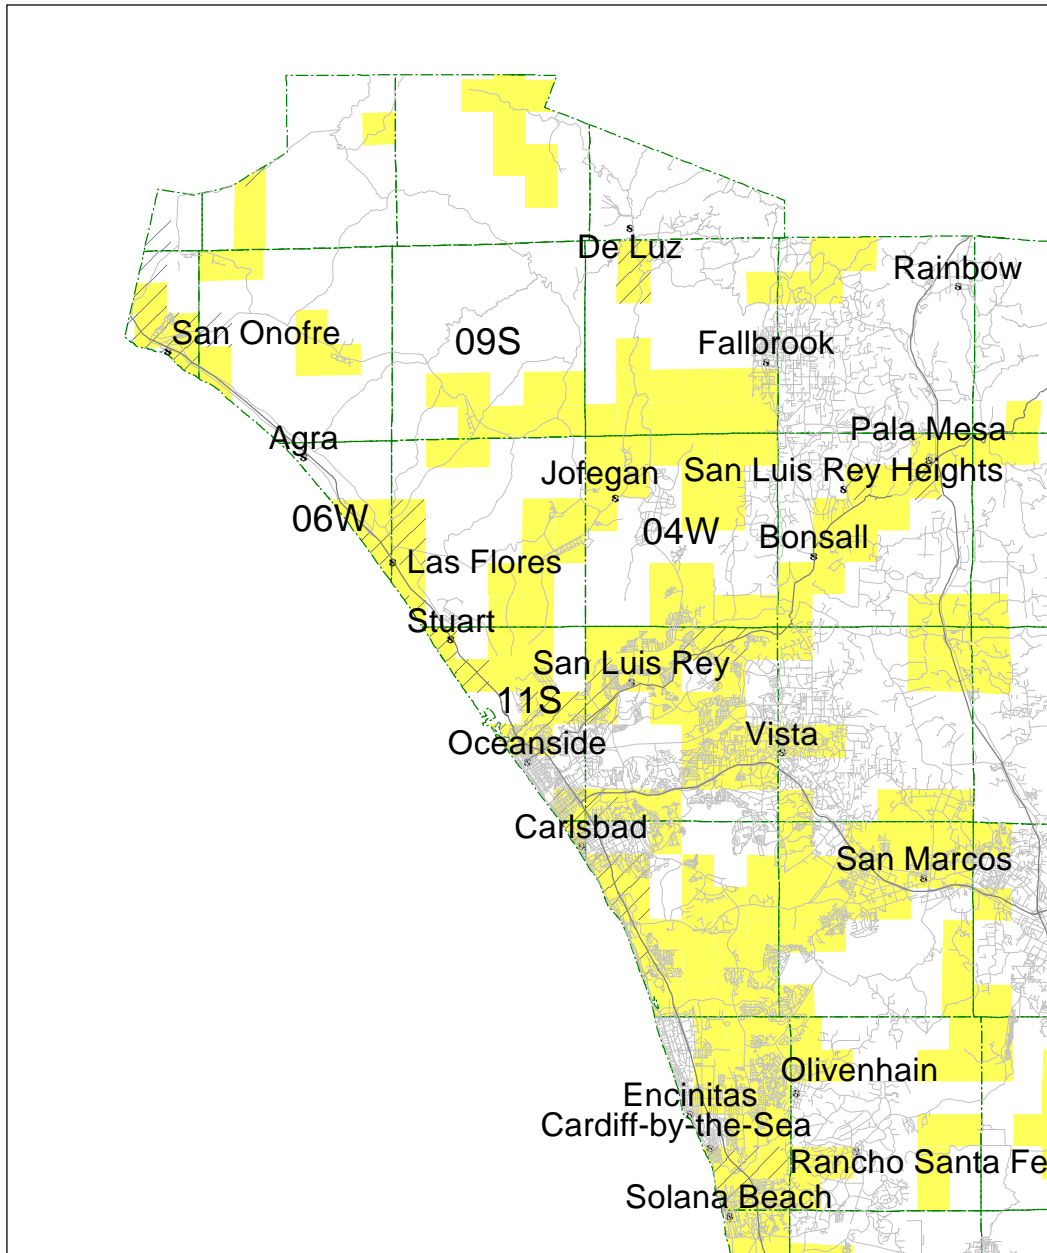 De Luz
Rainbow
San Onofre
09S
Fallbrook
Agra
Pala Mesa
Jofegan
San Luis Rey Heights
06W
04W
Bonsall
Las Flores
Stuart
San Luis Rey
11S
Oceanside
Vista
Carlsbad
San Marcos
Olivenhain
Encinitas
Cardiff-by-the-Sea
Rancho Santa Fe
Solana Beach